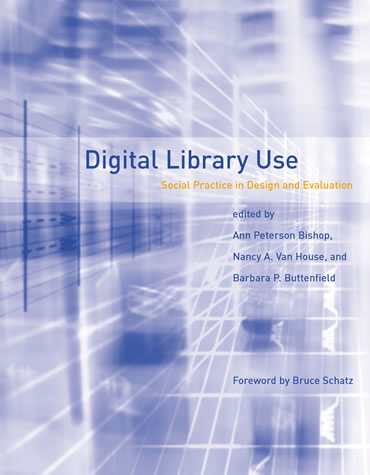 Digital Library Use
Social Practice in Design and Evaluation
edited by
Ann Peterson Bishop,
Nancy A. Van House, and
Barbara P. Buttenfield
Foreword by Bruce Schatz